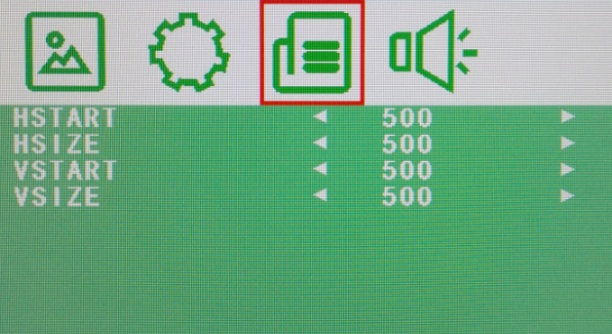 HSTART ◄ 500 ►
HSIZE ◄ 500 ►
VSTART ◄ 500 ►
VSIZE ◄ 500 ►